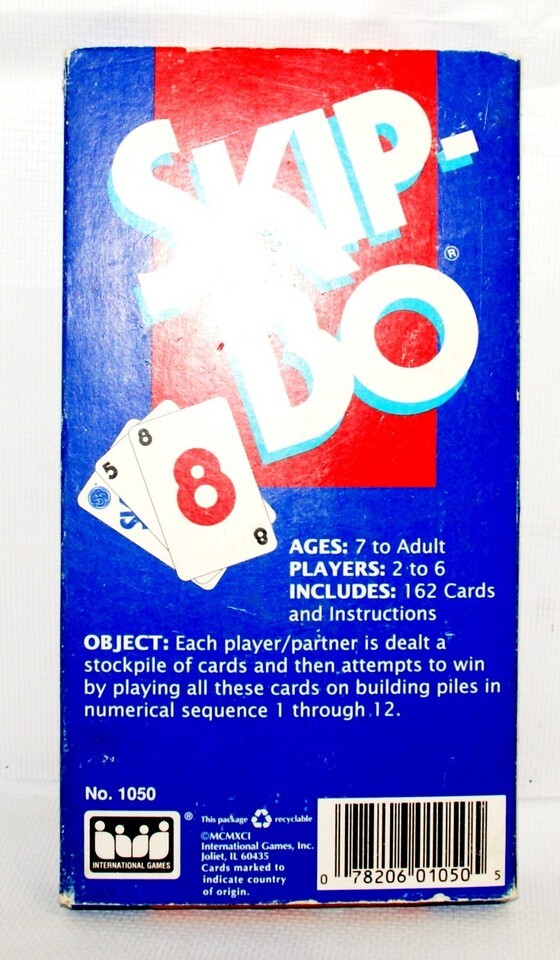 SKIP-
BO®
8
5
8
8
AGES: 7 to Adult
PLAYERS: 2 to 6
INCLUDES: 162 Cards
and Instructions
OBJECT: Each player/partner is dealt a
stockpile of cards and then attempts to win
by playing all these cards on building piles in
numerical sequence 1 through 12.
No. 1050
INTERNATIONAL GAMES
®
This package recyclable
©MCMXCI
International Games, Inc.
Joliet, IL 60435
Cards marked to
indicate country
of origin.
0 78206 01050 5